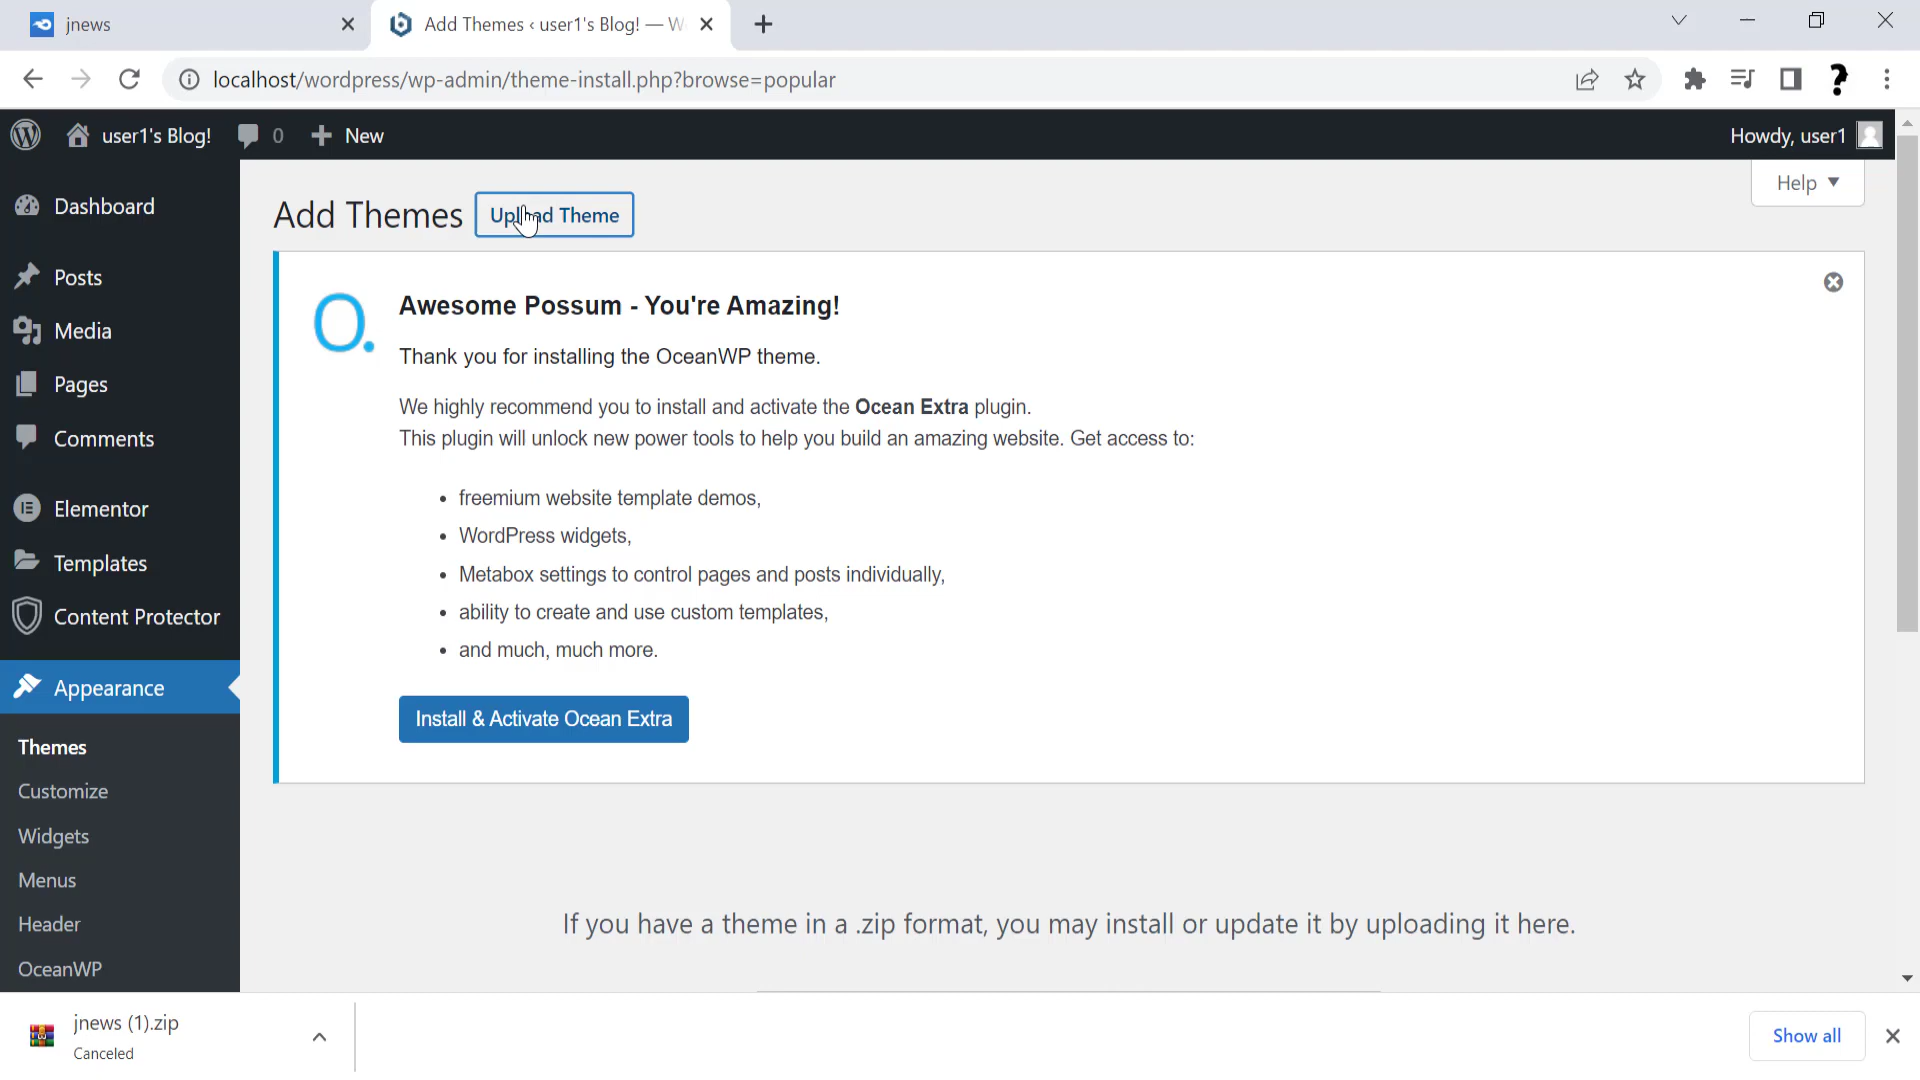 jnews
Add Themes ‹ user1's Blog! — W
localhost/wordpress/wp-admin/theme-install.php?browse=popular
user1's Blog! 0 New
Howdy, user1
Help
Dashboard
Posts
Media
Pages
Comments
Elementor
Templates
Content Protector
Appearance
Themes
Customize
Widgets
Menus
Header
OceanWP
Add Themes
Upload Theme
O.
Awesome Possum - You're Amazing!
Thank you for installing the OceanWP theme.
We highly recommend you to install and activate the Ocean Extra plugin.
This plugin will unlock new power tools to help you build an amazing website. Get access to:
• freemium website template demos,
• WordPress widgets,
• Metabox settings to control pages and posts individually,
• ability to create and use custom templates,
• and much, much more.
Install & Activate Ocean Extra
If you have a theme in a .zip format, you may install or update it by uploading it here.
jnews (1).zip
Canceled
Show all